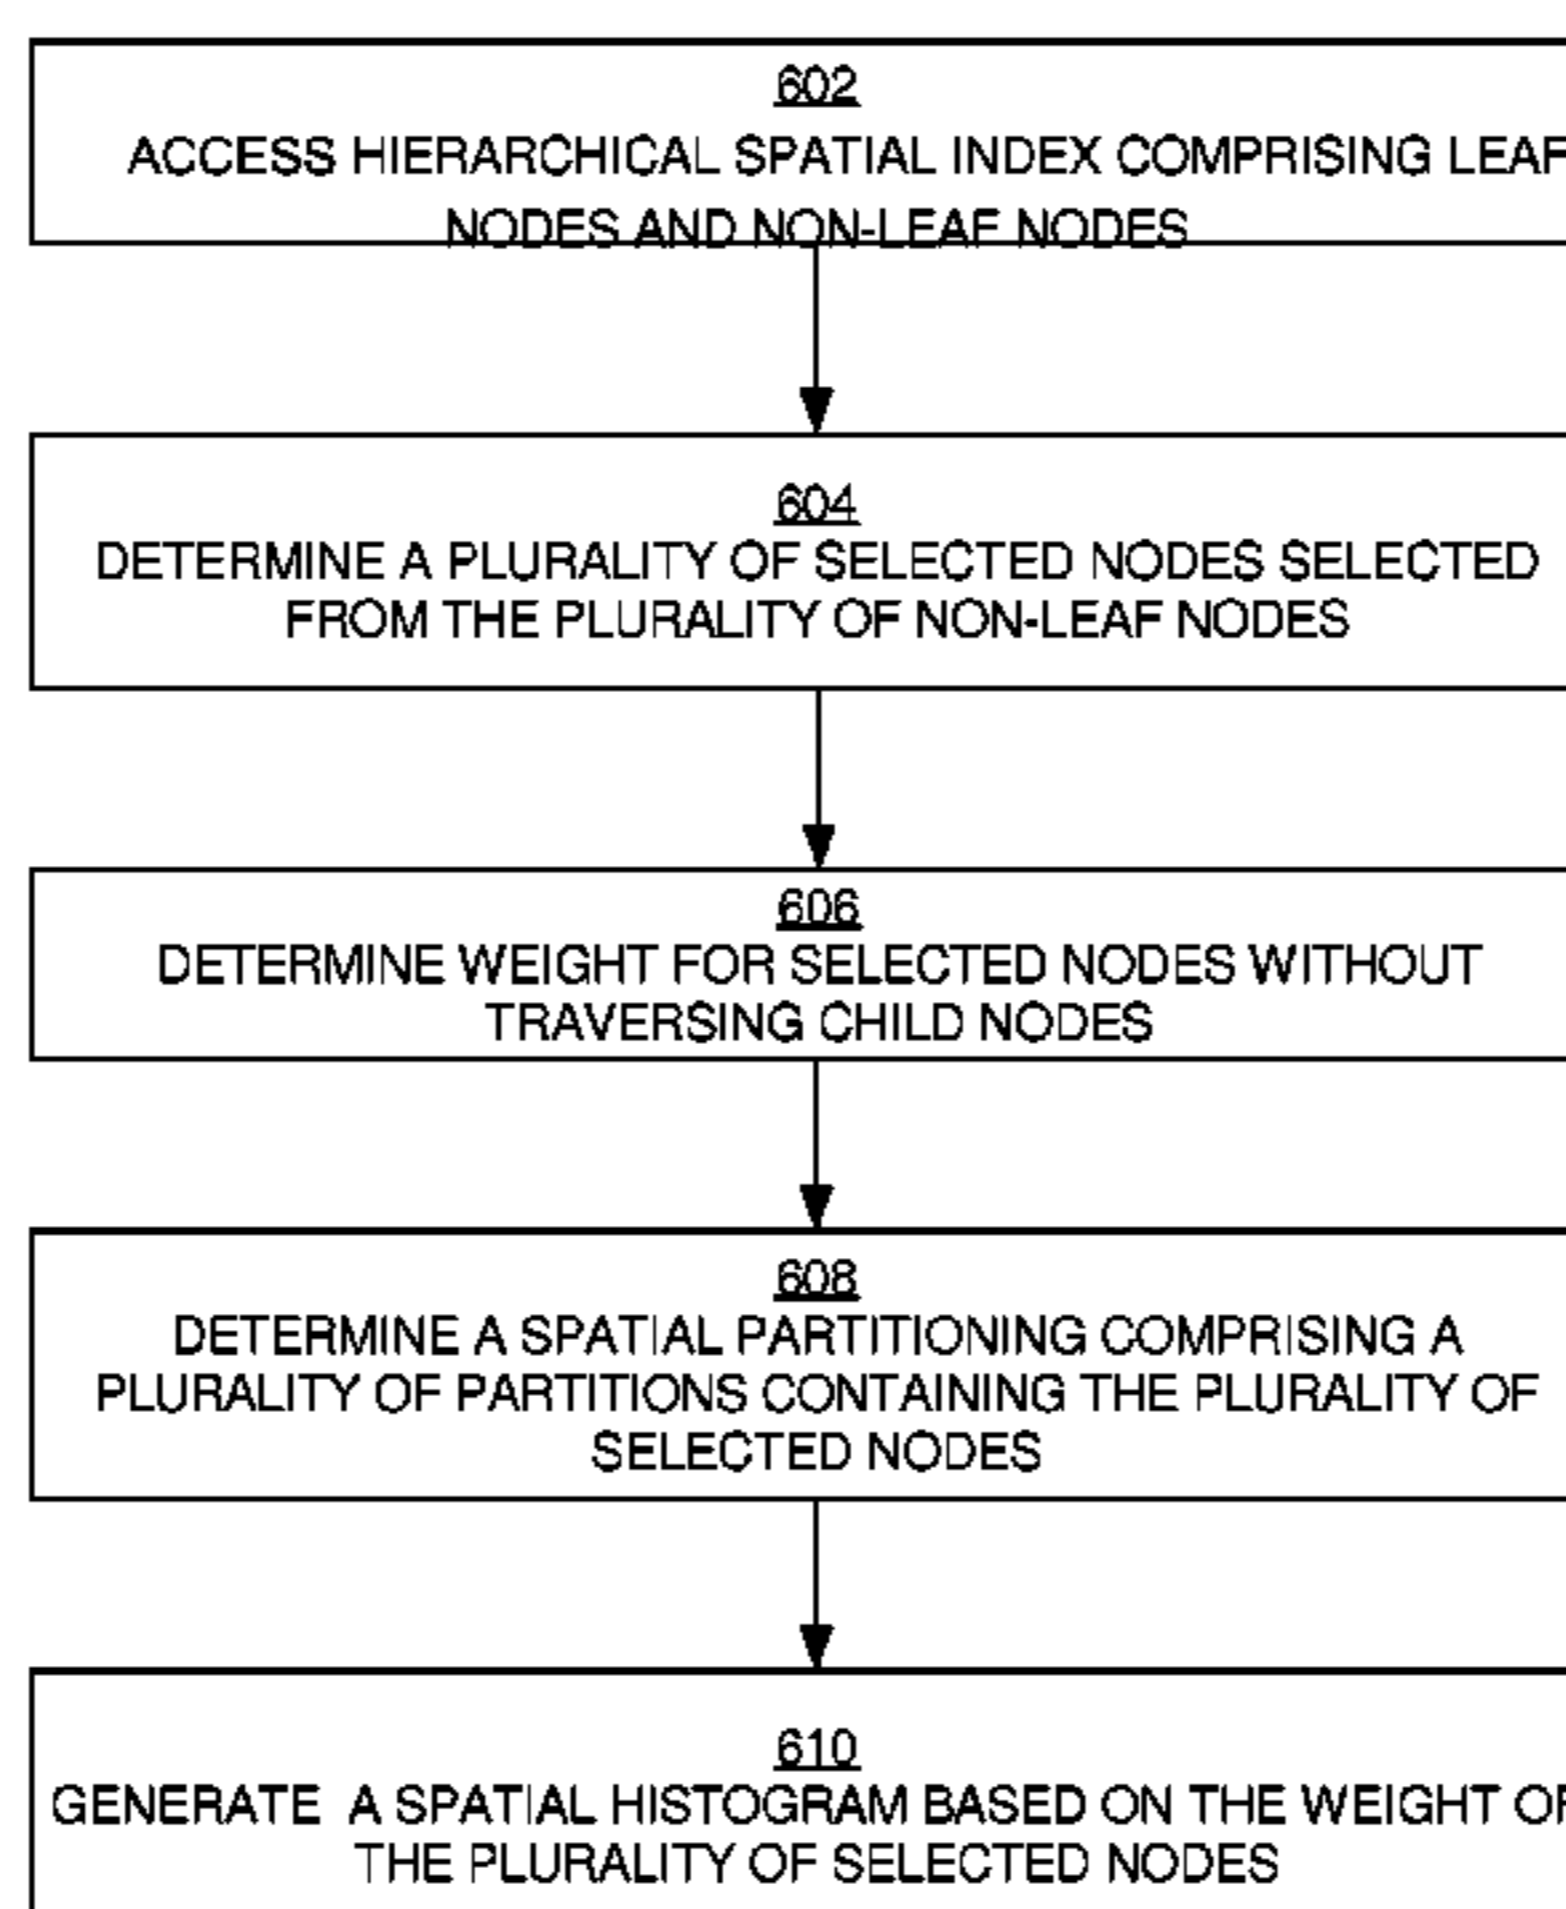 602
ACCESS HIERARCHICAL SPATIAL INDEX COMPRISING LEAF
NODES AND NON-LEAF NODES
604
DETERMINE A PLURALITY OF SELECTED NODES SELECTED
FROM THE PLURALITY OF NON-LEAF NODES
606
DETERMINE WEIGHT FOR SELECTED NODES WITHOUT
TRAVERSING CHILD NODES
608
DETERMINE A SPATIAL PARTITIONING COMPRISING A
PLURALITY OF PARTITIONS CONTAINING THE PLURALITY OF
SELECTED NODES
610
GENERATE A SPATIAL HISTOGRAM BASED ON THE WEIGHT OF
THE PLURALITY OF SELECTED NODES